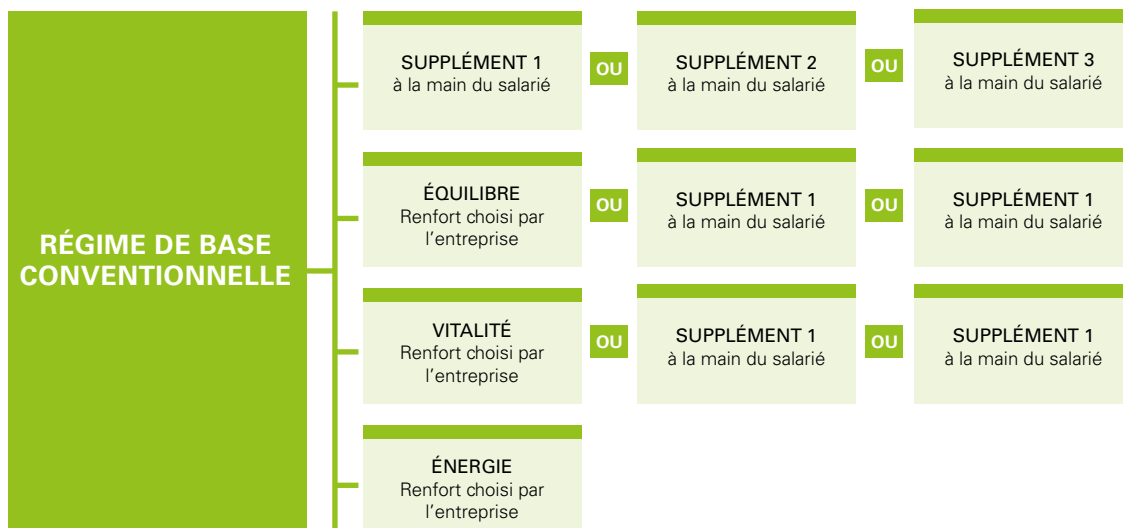 RÉGIME DE BASE
CONVENTIONNELLE
SUPPLÉMENT 1
à la main du salarié
OU
SUPPLÉMENT 2
à la main du salarié
OU
SUPPLÉMENT 3
à la main du salarié
ÉQUILIBRE
Renfort choisi par
l'entreprise
OU
SUPPLÉMENT 1
à la main du salarié
OU
SUPPLÉMENT 1
à la main du salarié
VITALITÉ
Renfort choisi par
l'entreprise
OU
SUPPLÉMENT 1
à la main du salarié
OU
SUPPLÉMENT 1
à la main du salarié
ÉNERGIE
Renfort choisi par
l'entreprise